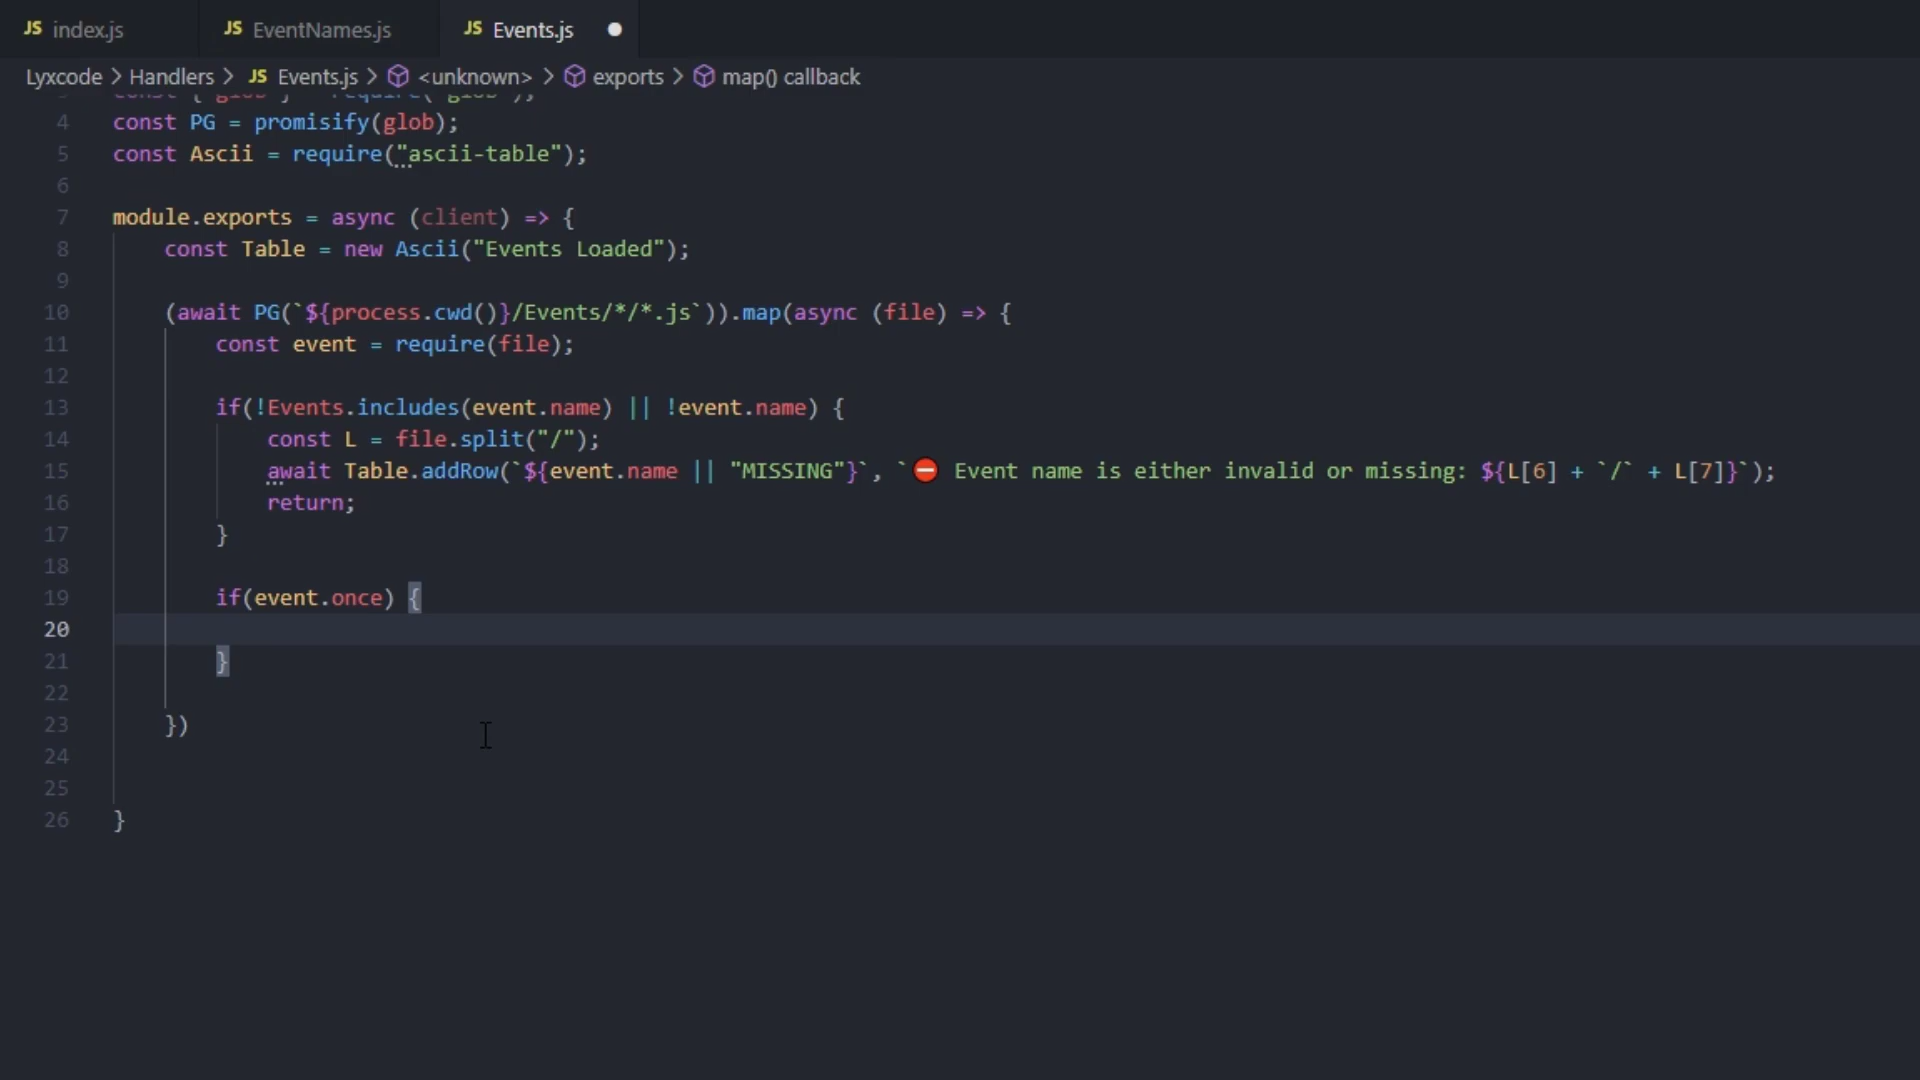 JS index.js
JS EventNames.js
JS Events.js
Lyxcode > Handlers > JS Events.js > <unknown> > exports > map() callback
4 const PG = promisify(glob);
5 const Ascii = require("ascii-table");
6
7 module.exports = async (client) => {
8 const Table = new Ascii("Events Loaded");
9
10 (await PG(`${process.cwd()}/Events/*/*.js`)).map(async (file) => {
11 const event = require(file);
12
13 if(!Events.includes(event.name) || !event.name) {
14 const L = file.split("/");
15 await Table.addRow(`${event.name || "MISSING"}`, `⛔ Event name is either invalid or missing: ${L[6] + `/` + L[7]}`);
16 return;
17 }
18
19 if(event.once) {
20
21 }
22
23 })
24
25
26 }